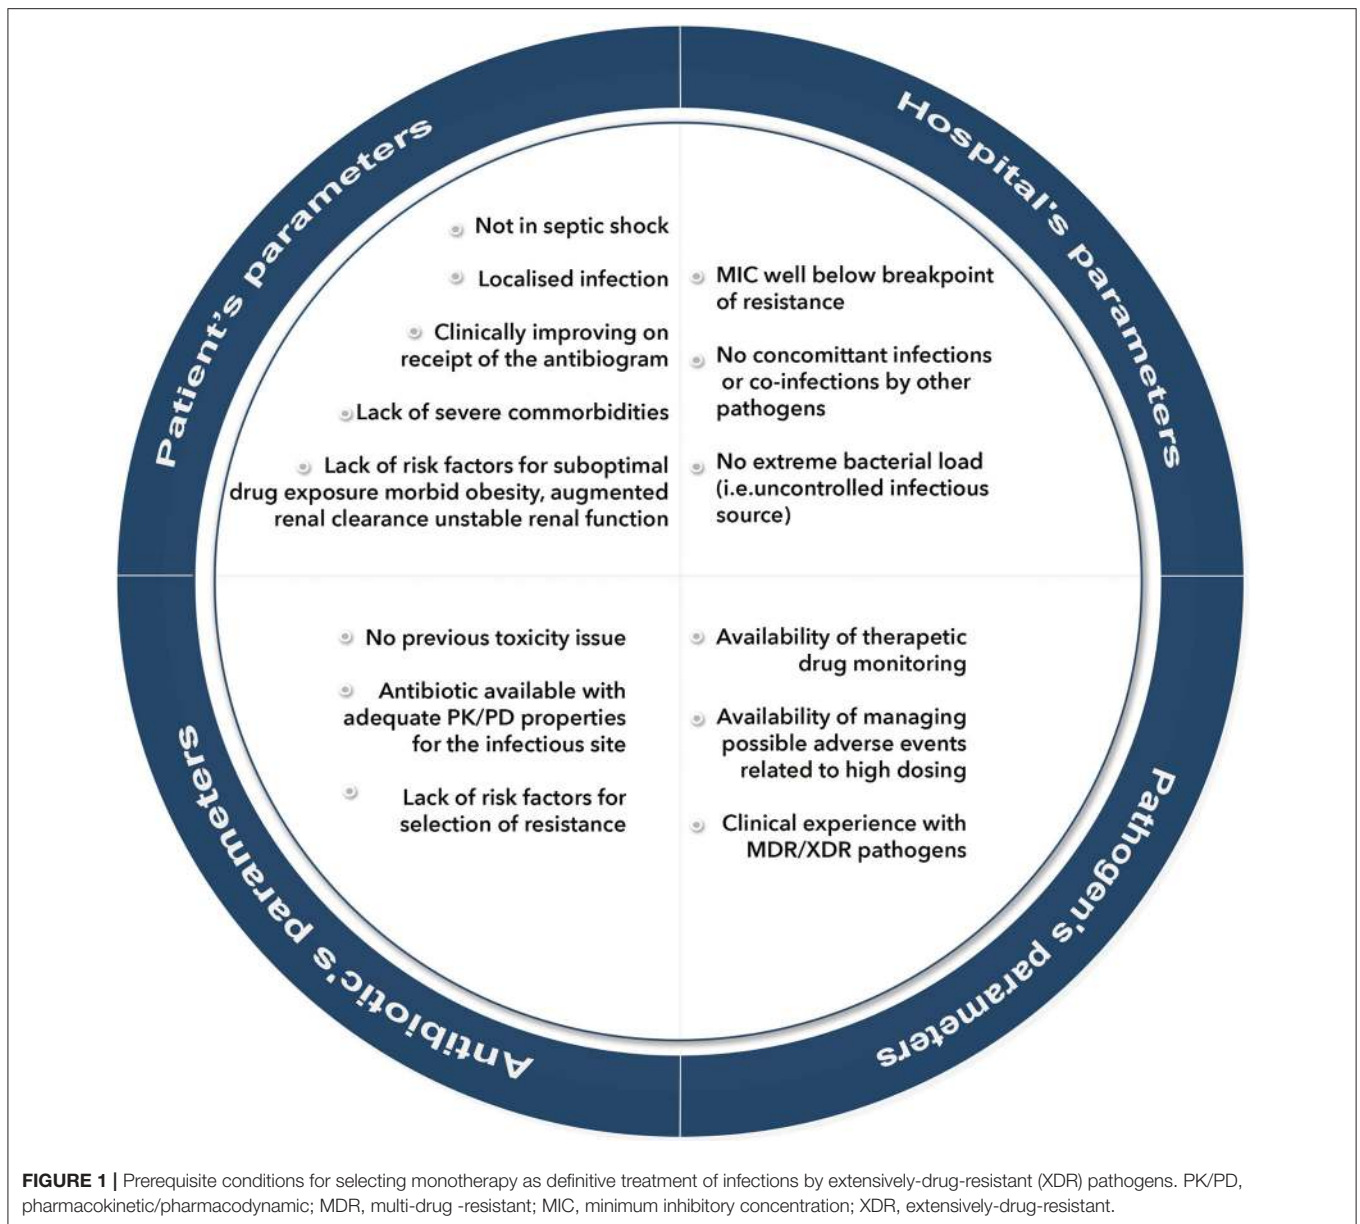 Patient's parameters
Not in septic shock
Localised infection
Clinically improving on
receipt of the antibiogram
Lack of severe commorbidities
Lack of risk factors for suboptimal
drug exposure morbid obesity, augmented
renal clearance unstable renal function
Hospital's parameters
MIC well below breakpoint
of resistance
No concomittant infections
or co-infections by other
pathogens
No extreme bacterial load
(i.e.uncontrolled infectious
source)
Antibiotic's parameters
No previous toxicity issue
Antibiotic available with
adequate PK/PD properties
for the infectious site
Lack of risk factors for
selection of resistance
Pathogen's parameters
Availability of therapetic
drug monitoring
Availability of managing
possible adverse events
related to high dosing
Clinical experience with
MDR/XDR pathogens
FIGURE 1 | Prerequisite conditions for selecting monotherapy as definitive treatment of infections by extensively-drug-resistant (XDR) pathogens. PK/PD,
pharmacokinetic/pharmacodynamic; MDR, multi-drug -resistant; MIC, minimum inhibitory concentration; XDR, extensively-drug-resistant.